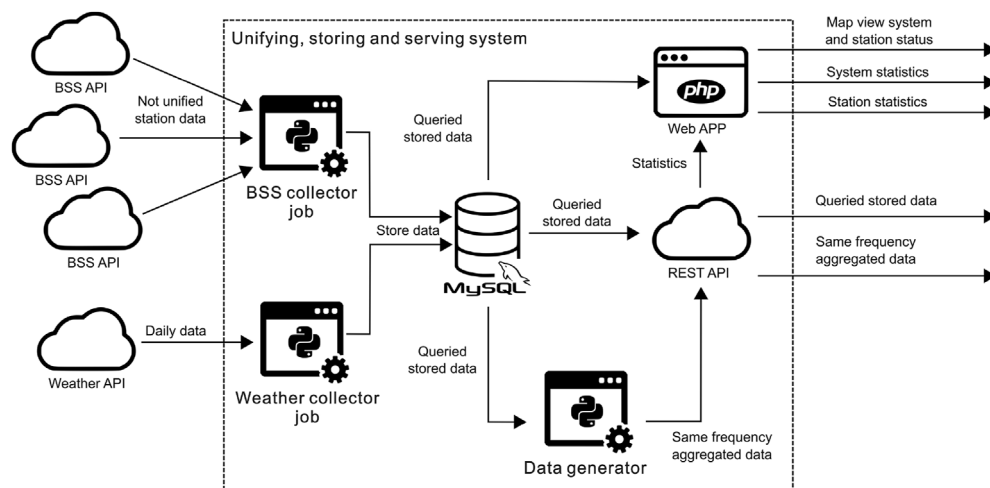 Unifying, storing and serving system
BSS API
Not unified
station data
BSS API
BSS API
BSS collector
job
Weather API
Daily data
Weather collector
job
Store data
MySQL
Queried
stored data
Queried
stored data
Queried
stored data
Data generator
Same frequency
aggregated data
REST API
Statistics
php
Web APP
Map view system
and station status
System statistics
Station statistics
Queried stored data
Same frequency
aggregated data